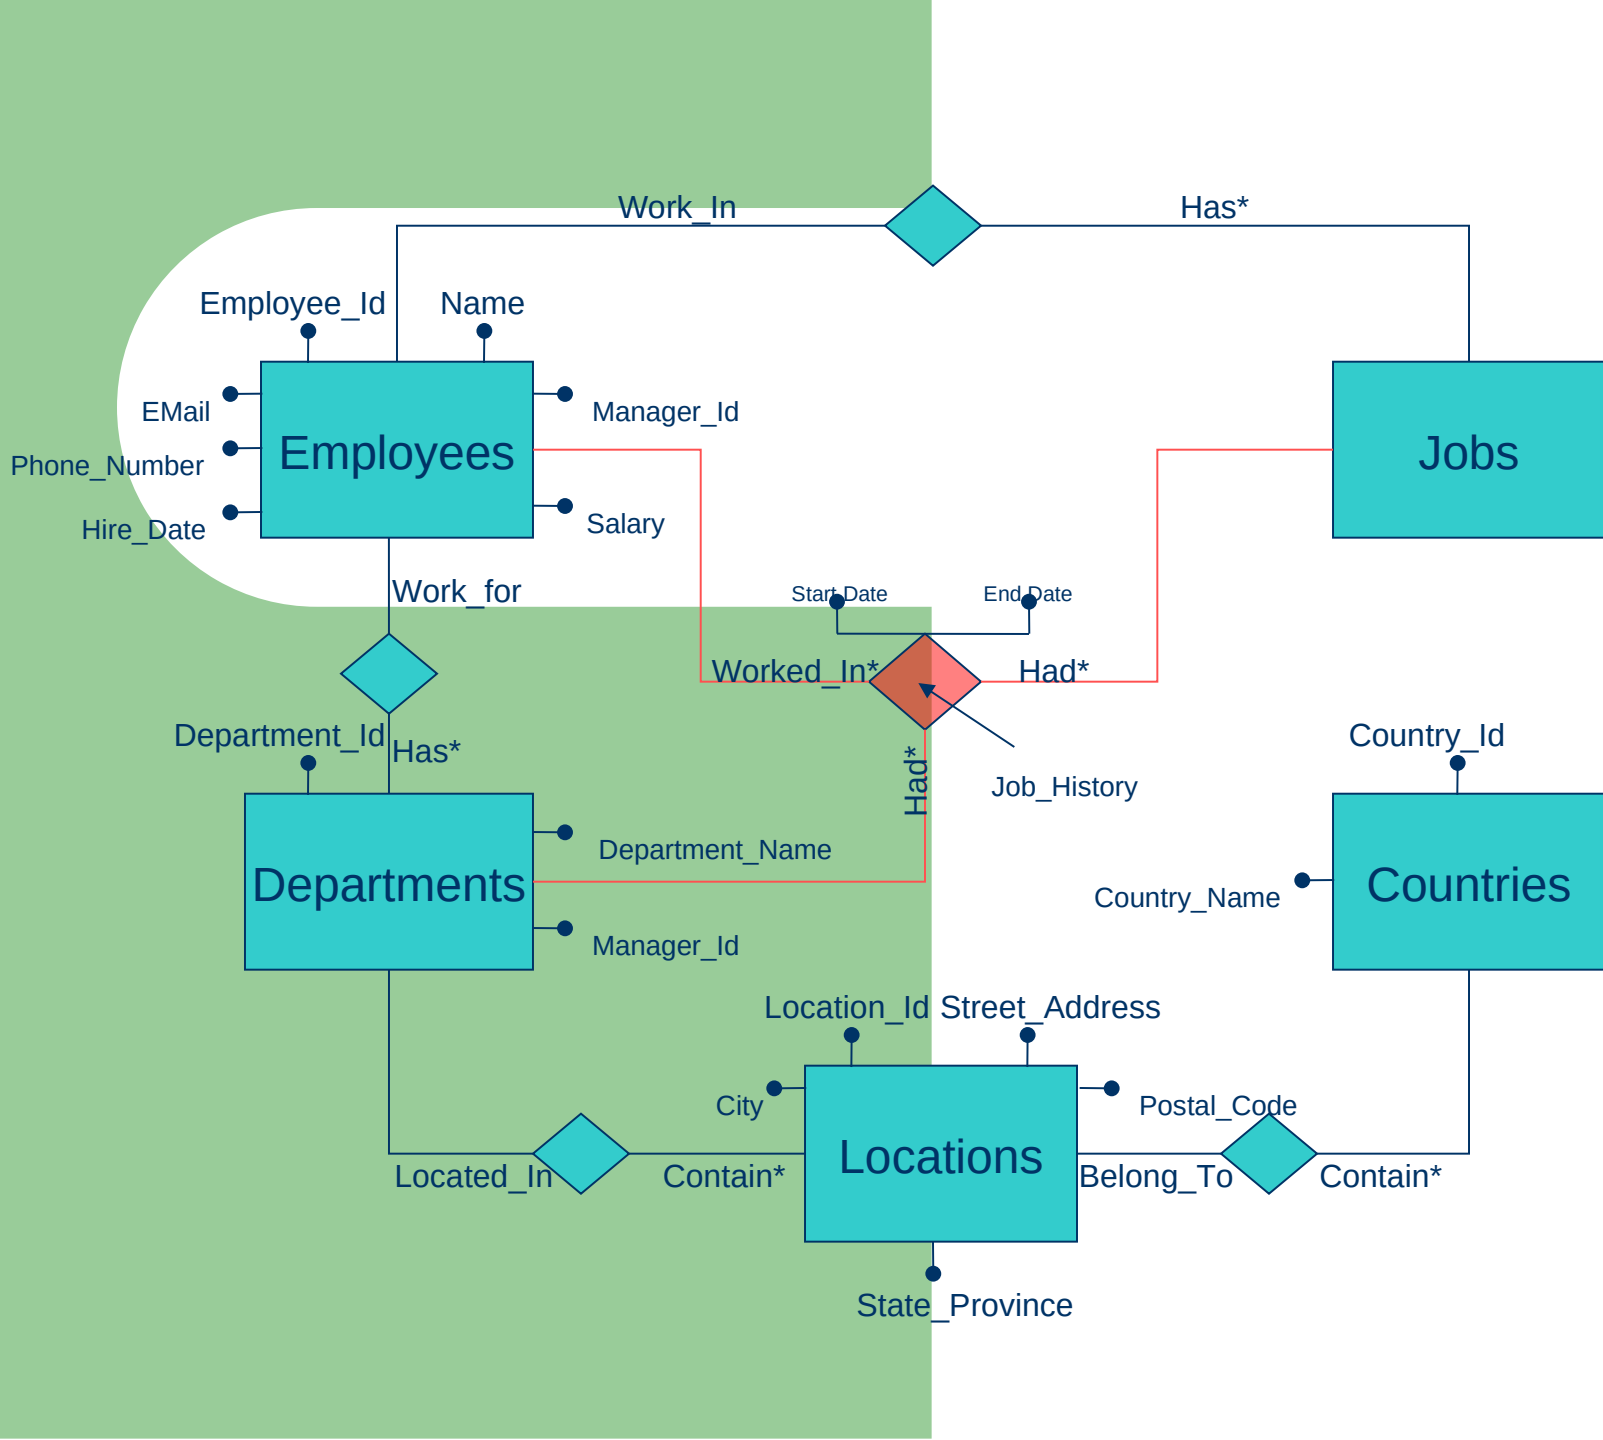 Work_In
Has*
Employee_Id
Name
EMail
Manager_Id
Employees
Jobs
Phone_Number
Hire_Date
Salary
Work_for
Start Date
End Date
Worked_In*
Had*
Department_Id
Has*
Had*
Job_History
Country_Id
Department_Name
Departments
Countries
Country_Name
Manager_Id
Location_Id
Street_Address
City
Postal_Code
Locations
Located_In
Contain*
Belong_To
Contain*
State_Province